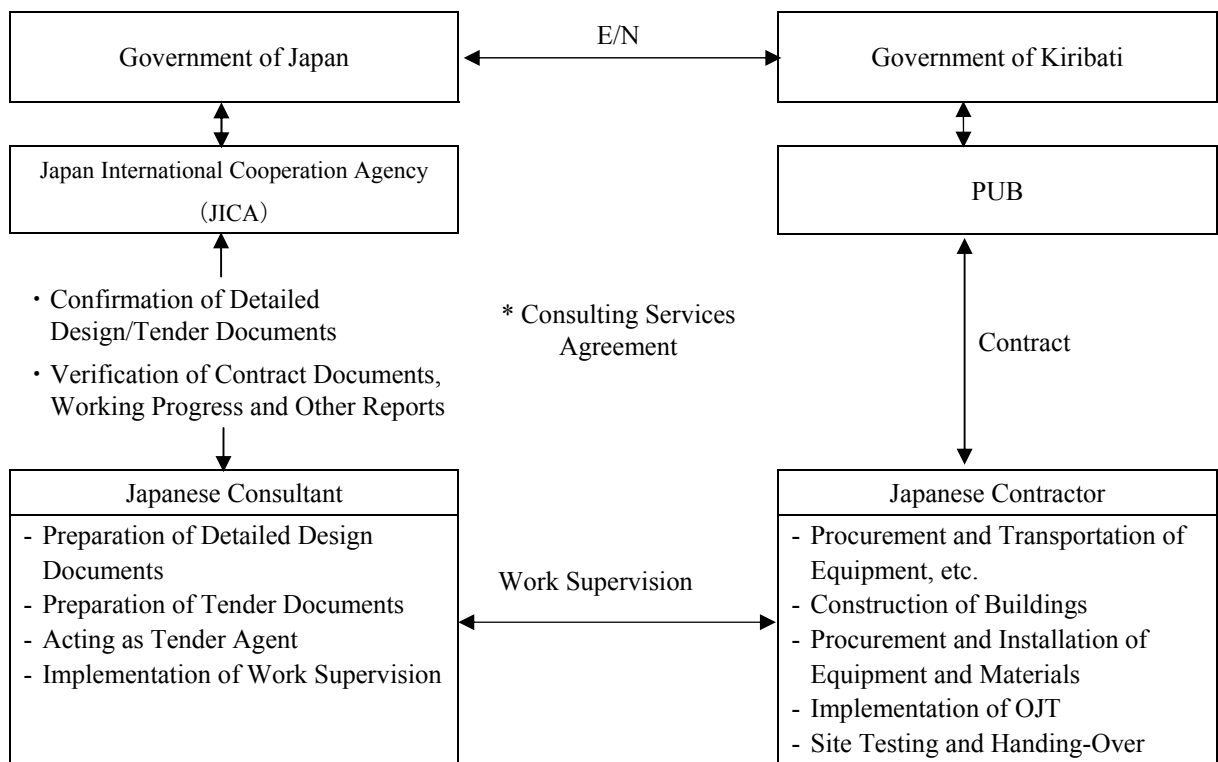 Government of Japan
E/N
Government of Kiribati
Japan International Cooperation Agency
（JICA）
PUB
・Confirmation of Detailed
Design/Tender Documents
・Verification of Contract Documents,
Working Progress and Other Reports
* Consulting Services
Agreement
Contract
Japanese Consultant
- Preparation of Detailed Design
Documents
- Preparation of Tender Documents
- Acting as Tender Agent
- Implementation of Work Supervision
Work Supervision
Japanese Contractor
- Procurement and Transportation of
Equipment, etc.
- Construction of Buildings
- Procurement and Installation of
Equipment and Materials
- Implementation of OJT
- Site Testing and Handing-Over